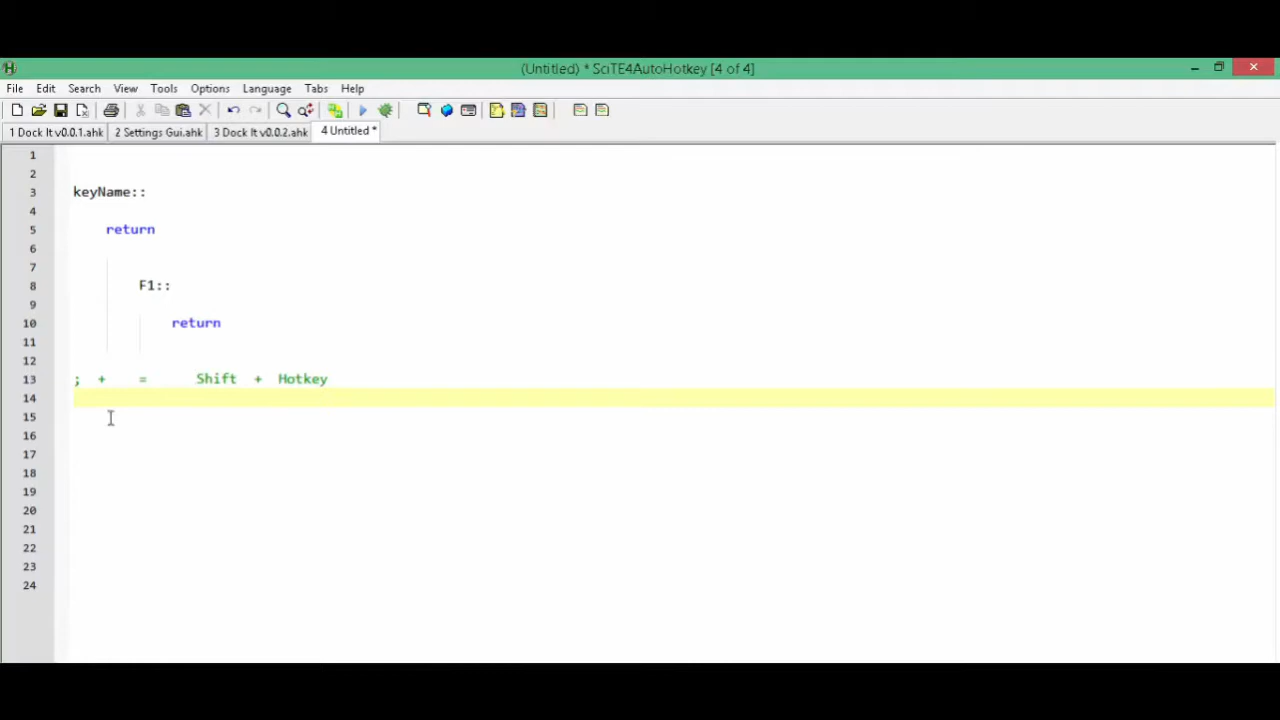 (Untitled) * SciTE4AutoHotkey [4 of 4]
File Edit Search View Tools Options Language Tabs Help
1 Dock It v0.0.1.ahk 2 Settings Gui.ahk 3 Dock It v0.0.2.ahk 4 Untitled *
1
2
3 keyName::
4
5 return
6
7
8 F1::
9
10 return
11
12
13 ; + = Shift + Hotkey
14
15
16
17
18
19
20
21
22
23
24